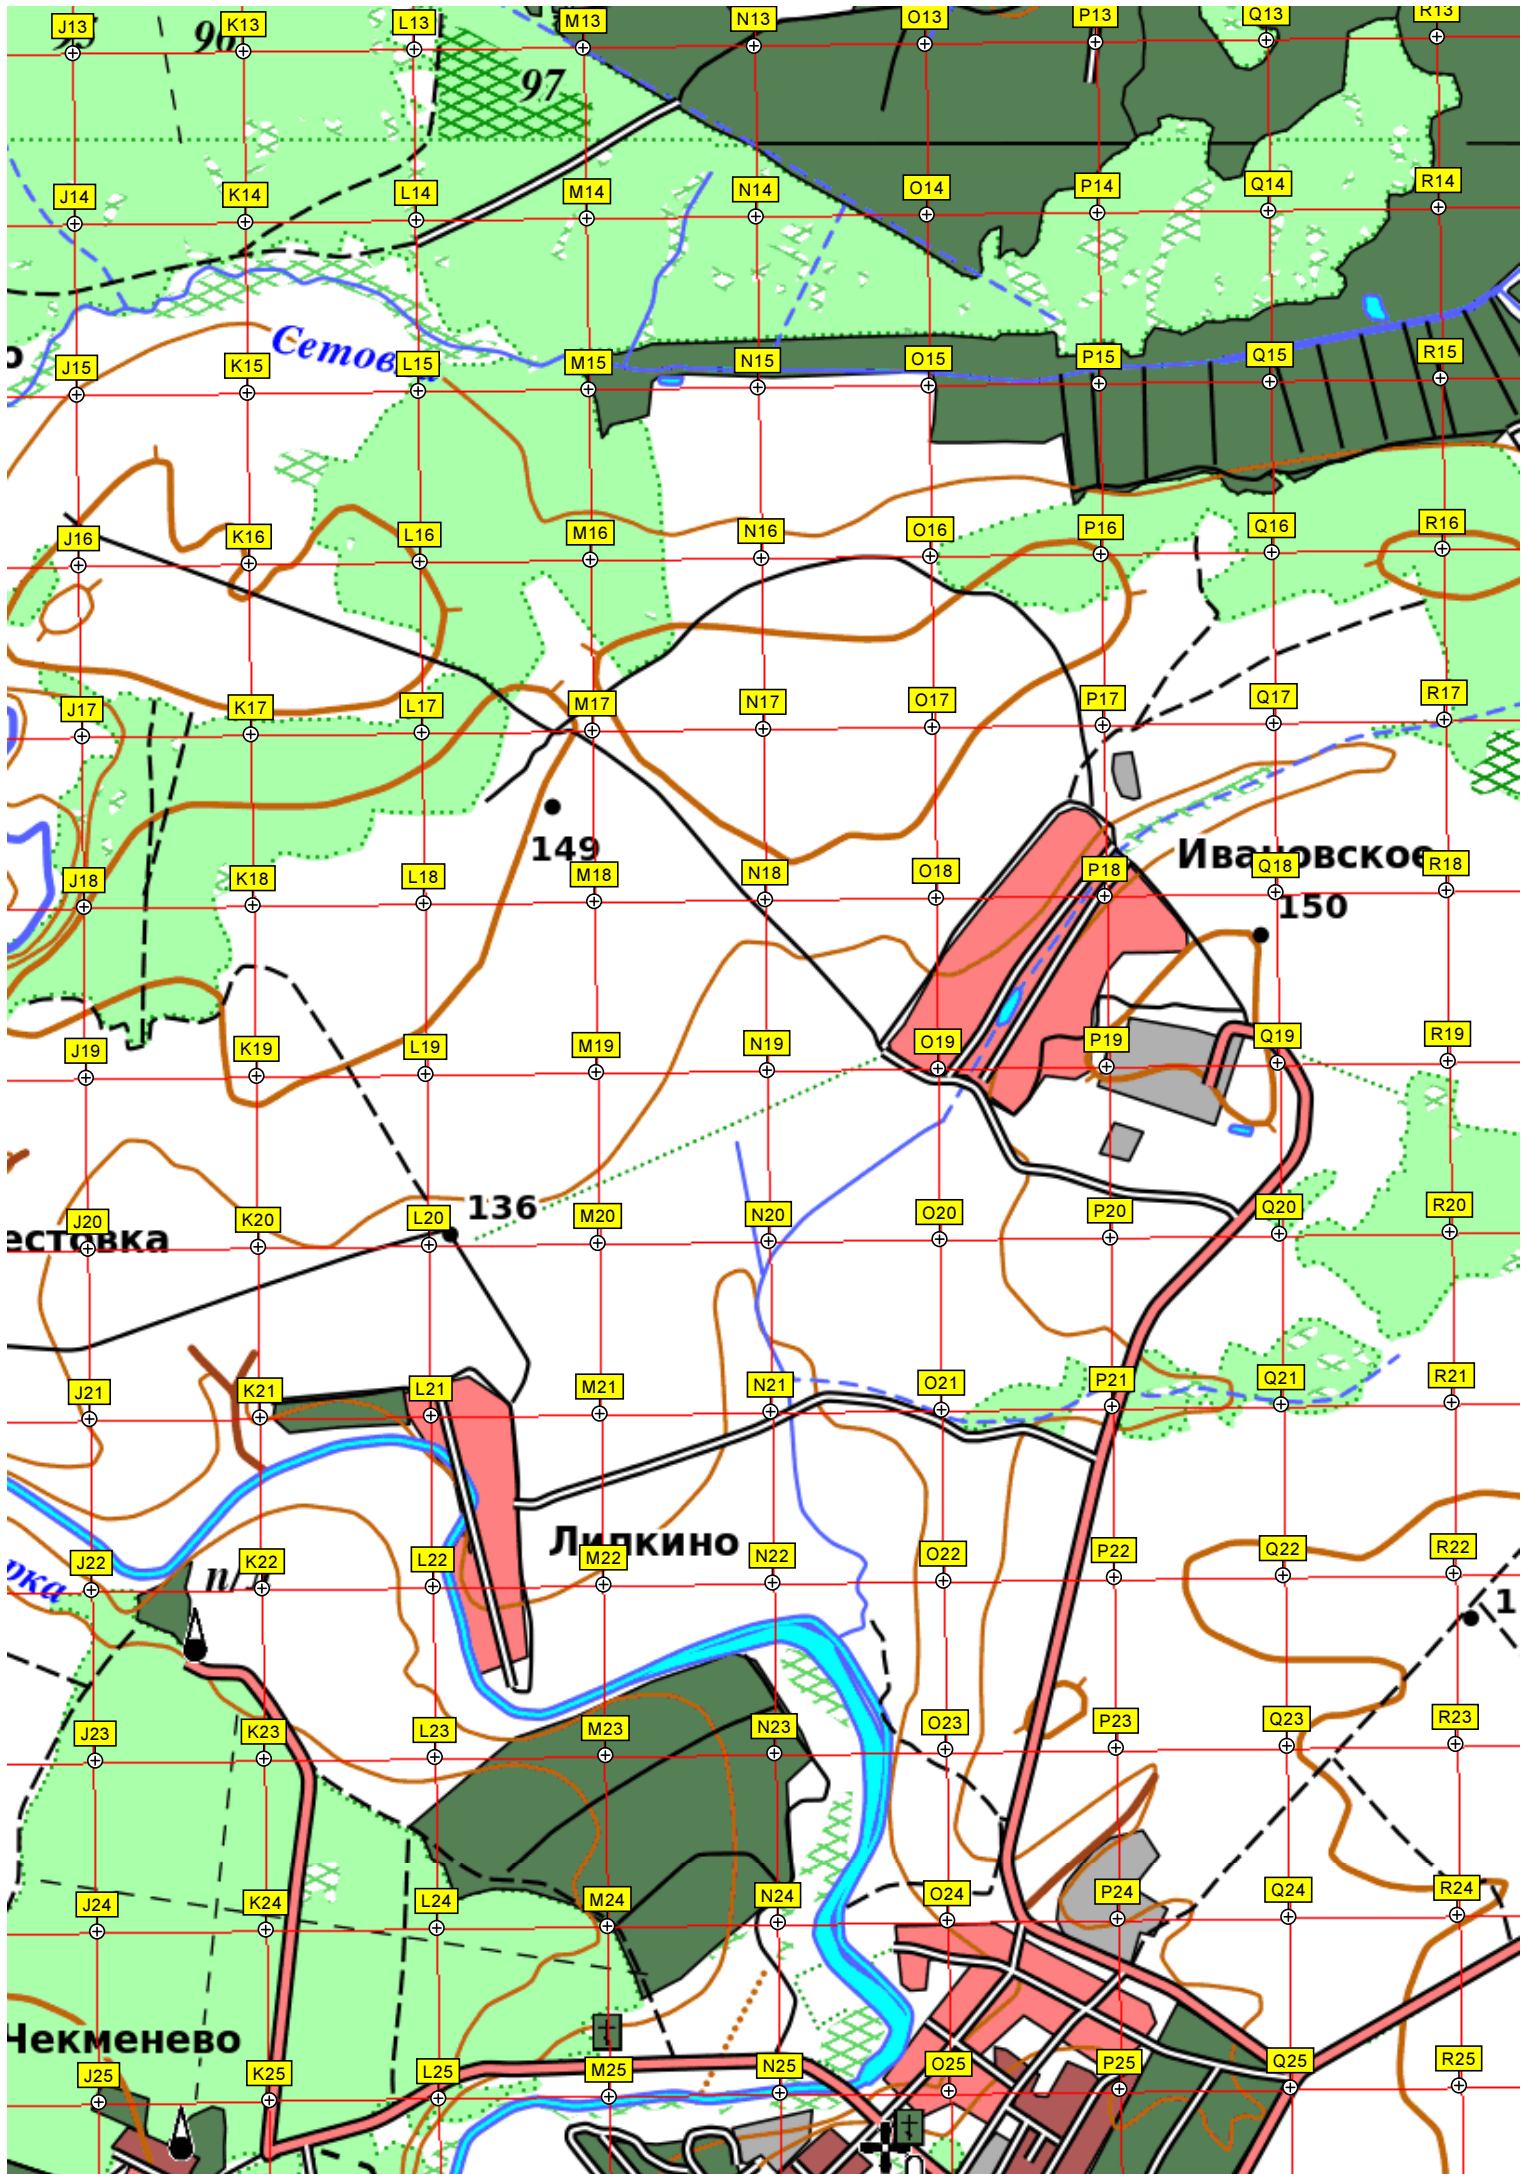 J13 K13 L13 M13 N13 O13 P13 Q13 R13
96
97
J14 K14 L14 M14 N14 O14 P14 Q14 R14
J15 K15 L15 M15 N15 O15 P15 Q15 R15
J16 K16 L16 M16 N16 O16 P16 Q16 R16
J17 K17 L17 M17 N17 O17 P17 Q17 R17
149
Ивановское
J18 K18 L18 M18 N18 O18 P18 Q18 R18
150
J19 K19 L19 M19 N19 O19 P19 Q19 R19
136
J20 K20 L20 M20 N20 O20 P20 Q20 R20
естовка
J21 K21 L21 M21 N21 O21 P21 Q21 R21
Липкино
J22 K22 L22 M22 N22 O22 P22 Q22 R22
рка
1
J23 K23 L23 M23 N23 O23 P23 Q23 R23
J24 K24 L24 M24 N24 O24 P24 Q24 R24
Чекменево
J25 K25 L25 M25 N25 O25 P25 Q25 R25